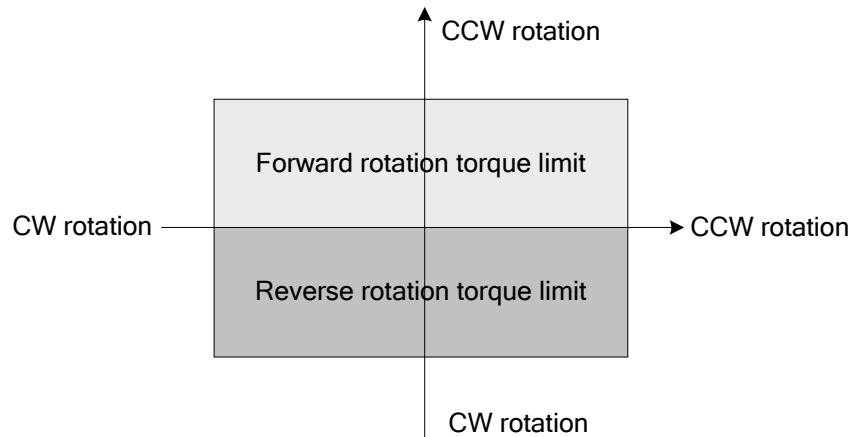 CCW rotation
Forward rotation torque limit
CW rotation
CCW rotation
Reverse rotation torque limit
CW rotation